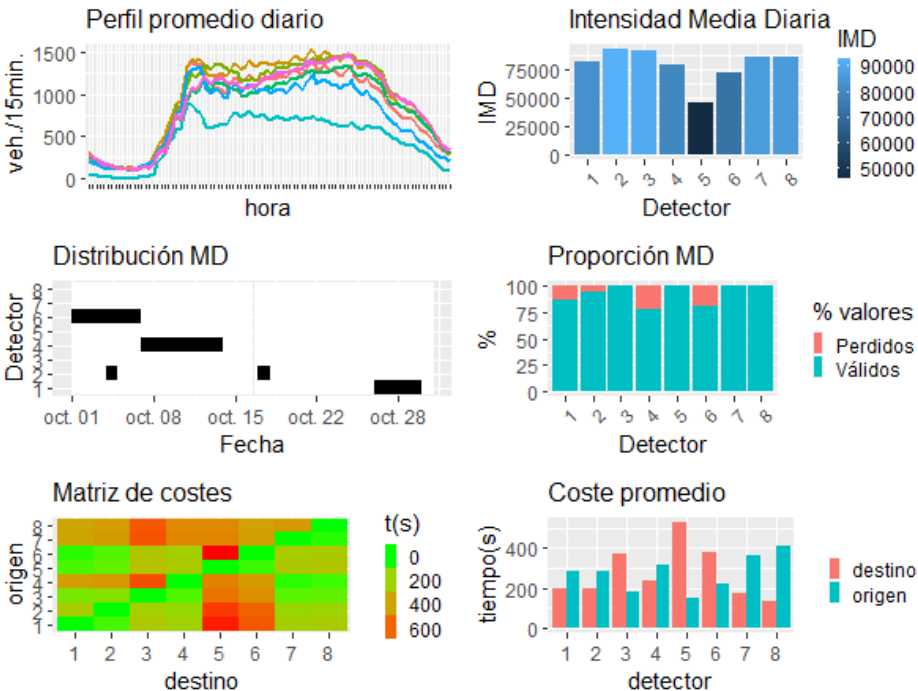 Perfil promedio diario
veh./15min.
1500
1000
500
0
hora
Intensidad Media Diaria
IMD
75000
50000
25000
0
1 2 3 4 5 6 7 8
Detector
IMD
90000
80000
70000
60000
50000
Distribución MD
Detector
8
7
6
5
4
3
2
1
oct. 01 oct. 08 oct. 15 oct. 22 oct. 28
Fecha
Proporción MD
%
100
75
50
25
0
1 2 3 4 5 6 7 8
Detector
% valores
Perdidos
Válidos
Matriz de costes
origen
8
7
6
5
4
3
2
1
1 2 3 4 5 6 7 8
destino
t(s)
0
200
400
600
Coste promedio
tiempo(s)
400
200
0
1 2 3 4 5 6 7 8
detector
destino
origen